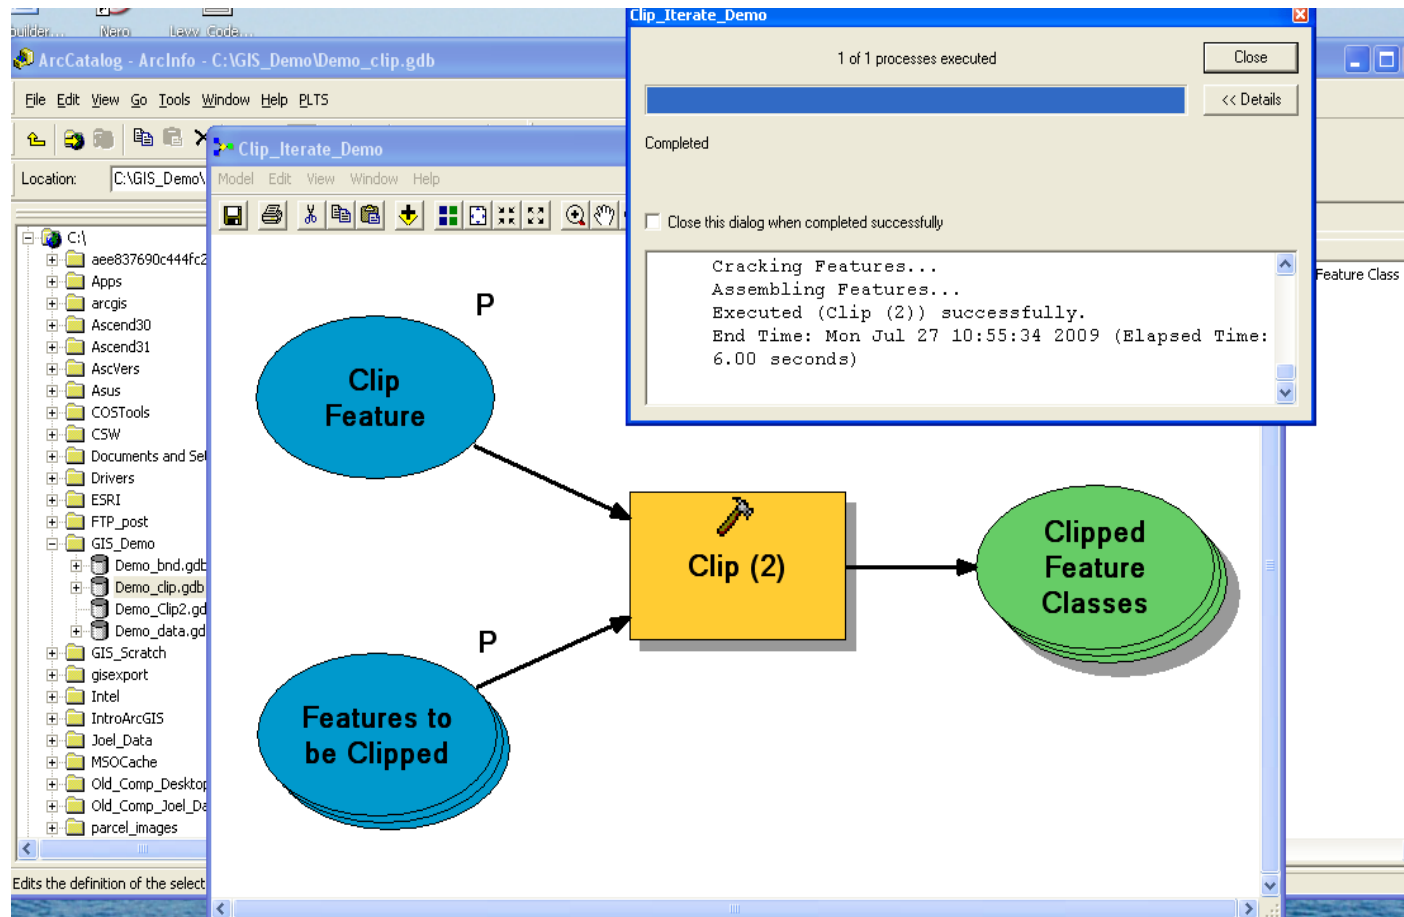 builder...
Nero
Levy_Code...
ArcCatalog - ArcInfo - C:\GIS_Demo\Demo_clip.gdb
File Edit View Go Tools Window Help PLTS
Location: C:\GIS_Demo\
C:\
aee837690c444fc2
Apps
arcgis
Ascend30
Ascend31
AscVers
Asus
COSTools
CSW
Documents and Set
Drivers
ESRI
FTP_post
GIS_Demo
Demo_bnd.gdb
Demo_clip.gdb
Demo_Clip2.gd
Demo_data.gd
GIS_Scratch
gisexport
Intel
IntroArcGIS
Joel_Data
MSOCache
Old_Comp_Desktop
Old_Comp_Joel_Da
parcel_images
Edits the definition of the select
Clip_Iterate_Demo
Model Edit View Window Help
P
Clip
Feature
P
Features to
be Clipped
Clip (2)
Clipped
Feature
Classes
Clip_Iterate_Demo
1 of 1 processes executed
Close
<< Details
Completed
Close this dialog when completed successfully
Cracking Features...
Assembling Features...
Executed (Clip (2)) successfully.
End Time: Mon Jul 27 10:55:34 2009 (Elapsed Time:
6.00 seconds)
Feature Class